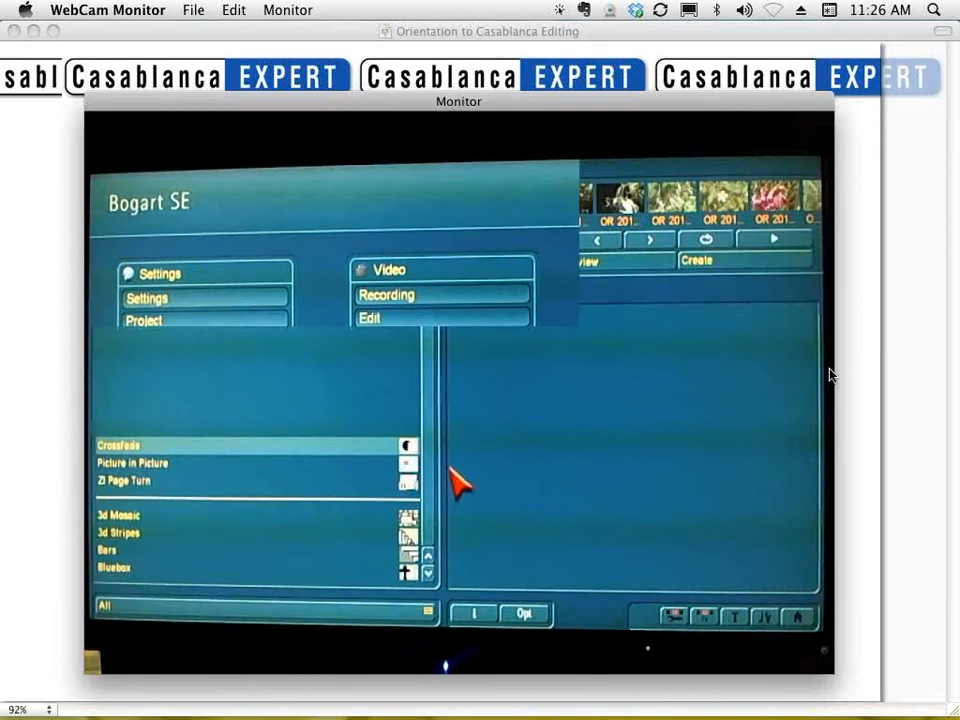 WebCam Monitor File Edit Monitor 11:26 AM
Orientation to Casablanca Editing
sabl Casablanca EXPERT Casablanca EXPERT Casablanca EXPERT
Monitor
Bogart SE
OR 201... OR 201... OR 201... OR 201... O...
Settings
Video
Create
Settings
Recording
Project
Edit
Crossfade
Picture in Picture
ZI Page Turn
3d Mosaic
3d Stripes
Bars
Bluebox
All
I
Opt
T
92%